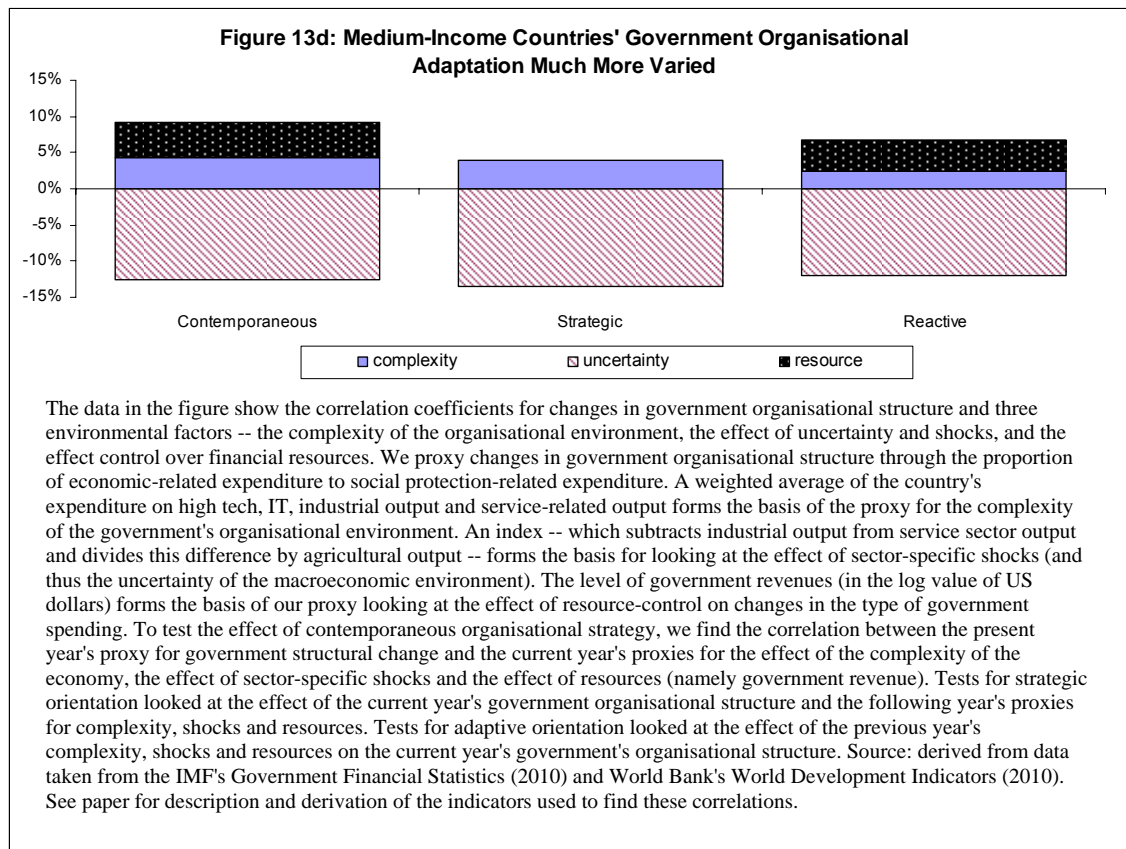 Figure 13d: Medium-Income Countries' Government Organisational
Adaptation Much More Varied
15%
10%
5%
0%
-5%
-10%
-15%
Contemporaneous Strategic Reactive
complexity uncertainty resource
The data in the figure show the correlation coefficients for changes in government organisational structure and three
environmental factors -- the complexity of the organisational environment, the effect of uncertainty and shocks, and the
effect control over financial resources. We proxy changes in government organisational structure through the proportion
of economic-related expenditure to social protection-related expenditure. A weighted average of the country's
expenditure on high tech, IT, industrial output and service-related output forms the basis of the proxy for the complexity
of the government's organisational environment. An index -- which subtracts industrial output from service sector output
and divides this difference by agricultural output -- forms the basis for looking at the effect of sector-specific shocks (and
thus the uncertainty of the macroeconomic environment). The level of government revenues (in the log value of US
dollars) forms the basis of our proxy looking at the effect of resource-control on changes in the type of government
spending. To test the effect of contemporaneous organisational strategy, we find the correlation between the present
year's proxy for government structural change and the current year's proxies for the effect of the complexity of the
economy, the effect of sector-specific shocks and the effect of resources (namely government revenue). Tests for strategic
orientation looked at the effect of the current year's government organisational structure and the following year's proxies
for complexity, shocks and resources. Tests for adaptive orientation looked at the effect of the previous year's
complexity, shocks and resources on the current year's government's organisational structure. Source: derived from data
taken from the IMF's Government Financial Statistics (2010) and World Bank's World Development Indicators (2010).
See paper for description and derivation of the indicators used to find these correlations.